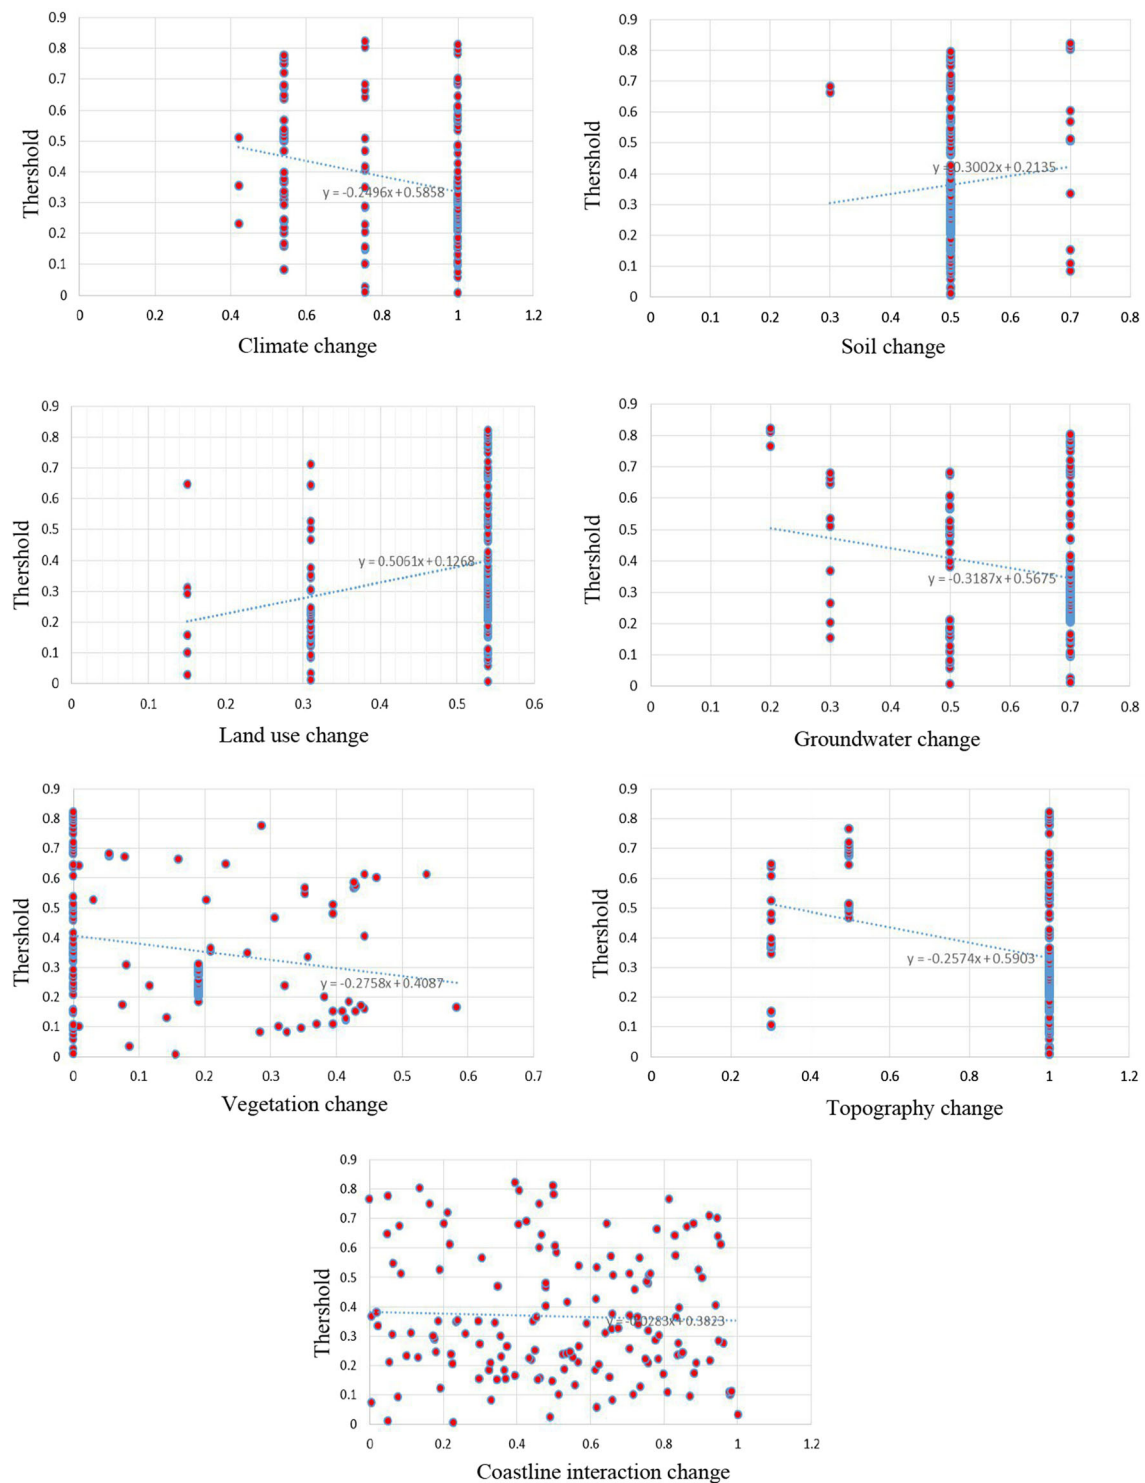 0.9
0.8
0.7
0.6
0.5
0.4
0.3
0.2
0.1
0
Thershold
y = -0.2496x + 0.5858
0 0.2 0.4 0.6 0.8 1 1.2
Climate change
0.9
0.8
0.7
0.6
0.5
0.4
0.3
0.2
0.1
0
Thershold
y = 0.3002x + 0.2135
0 0.1 0.2 0.3 0.4 0.5 0.6 0.7 0.8
Soil change
0.9
0.8
0.7
0.6
0.5
0.4
0.3
0.2
0.1
0
Thershold
y = 0.5061x + 0.1268
0 0.1 0.2 0.3 0.4 0.5 0.6
Land use change
0.9
0.8
0.7
0.6
0.5
0.4
0.3
0.2
0.1
0
Thershold
y = -0.3187x + 0.5675
0 0.1 0.2 0.3 0.4 0.5 0.6 0.7 0.8
Groundwater change
0.9
0.8
0.7
0.6
0.5
0.4
0.3
0.2
0.1
0
Thershold
y = -0.2758x + 0.4087
0 0.1 0.2 0.3 0.4 0.5 0.6 0.7
Vegetation change
0.9
0.8
0.7
0.6
0.5
0.4
0.3
0.2
0.1
0
Thershold
y = -0.2574x + 0.5903
0 0.2 0.4 0.6 0.8 1 1.2
Topography change
0.9
0.8
0.7
0.6
0.5
0.4
0.3
0.2
0.1
0
Thershold
y = -0.0283x + 0.3823
0 0.2 0.4 0.6 0.8 1 1.2
Coastline interaction change